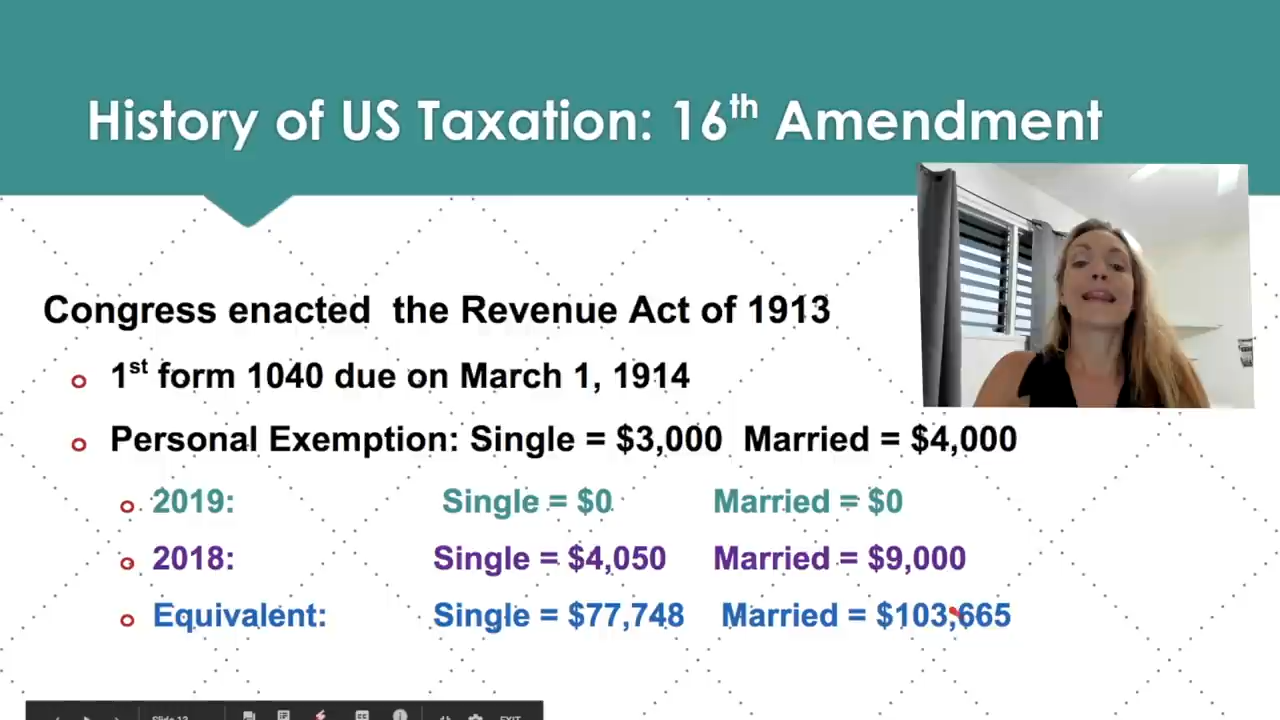 History of US Taxation: 16th Amendment
Congress enacted the Revenue Act of 1913
1st form 1040 due on March 1, 1914
Personal Exemption: Single = $3,000 Married = $4,000
2019: Single = $0 Married = $0
2018: Single = $4,050 Married = $9,000
Equivalent: Single = $77,748 Married = $103,665
EXIT